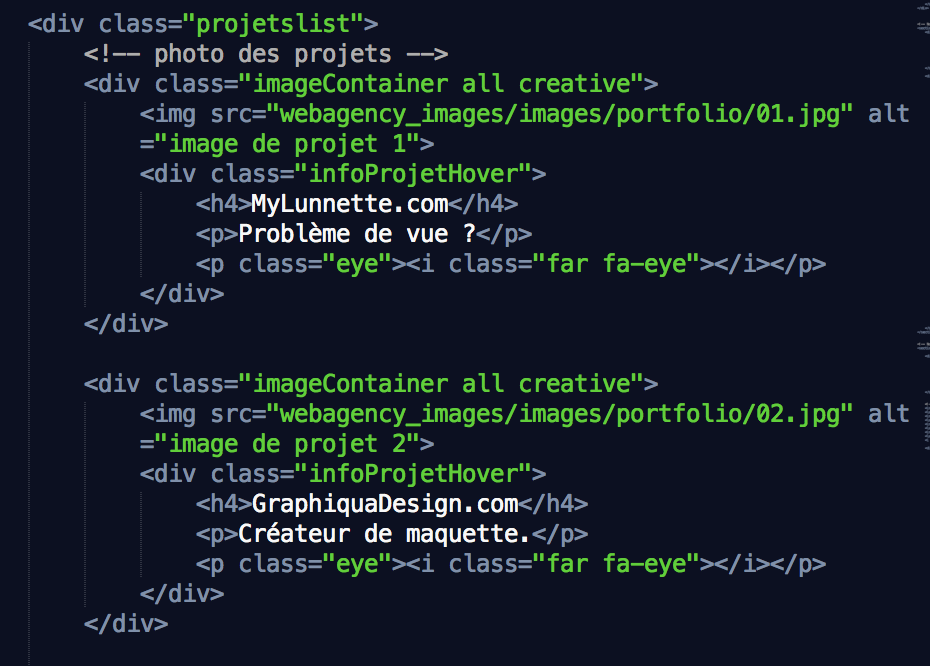 <div class="projetslist">
<!-- photo des projets -->
<div class="imageContainer all creative">
<img src="webagency_images/images/portfolio/01.jpg" alt
="image de projet 1">
<div class="infoProjetHover">
<h4>MyLunnette.com</h4>
<p>Problème de vue ?</p>
<p class="eye"><i class="far fa-eye"></i></p>
</div>
</div>
<div class="imageContainer all creative">
<img src="webagency_images/images/portfolio/02.jpg" alt
="image de projet 2">
<div class="infoProjetHover">
<h4>GraphiquaDesign.com</h4>
<p>Créateur de maquette.</p>
<p class="eye"><i class="far fa-eye"></i></p>
</div>
</div>